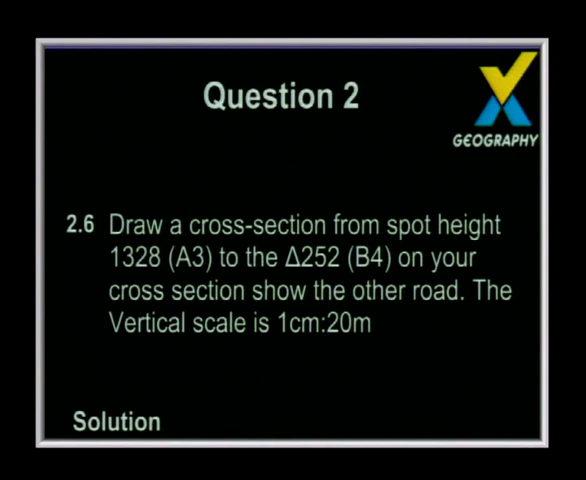 Question 2
GEOGRAPHY
2.6 Draw a cross-section from spot height
1328 (A3) to the Δ252 (B4) on your
cross section show the other road. The
Vertical scale is 1cm:20m
Solution